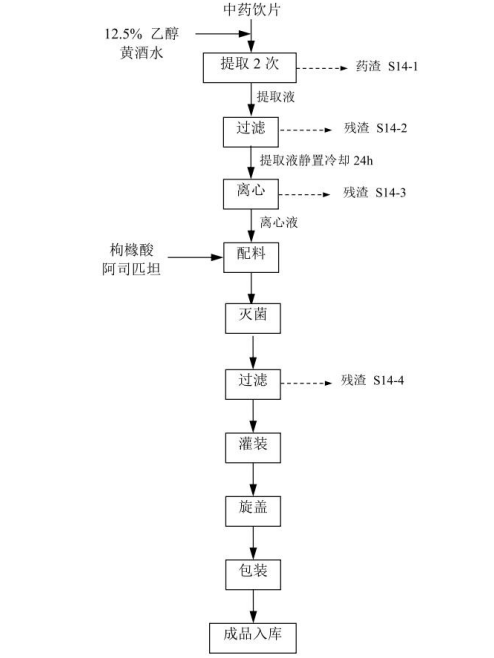 中药饮片
12.5% 乙醇
黄酒水
提取 2 次
药渣 S14-1
提取液
过滤
残渣 S14-2
提取液静置冷却 24h
离心
残渣 S14-3
离心液
枸橼酸
阿司匹坦
配料
灭菌
过滤
残渣 S14-4
灌装
旋盖
包装
成品入库